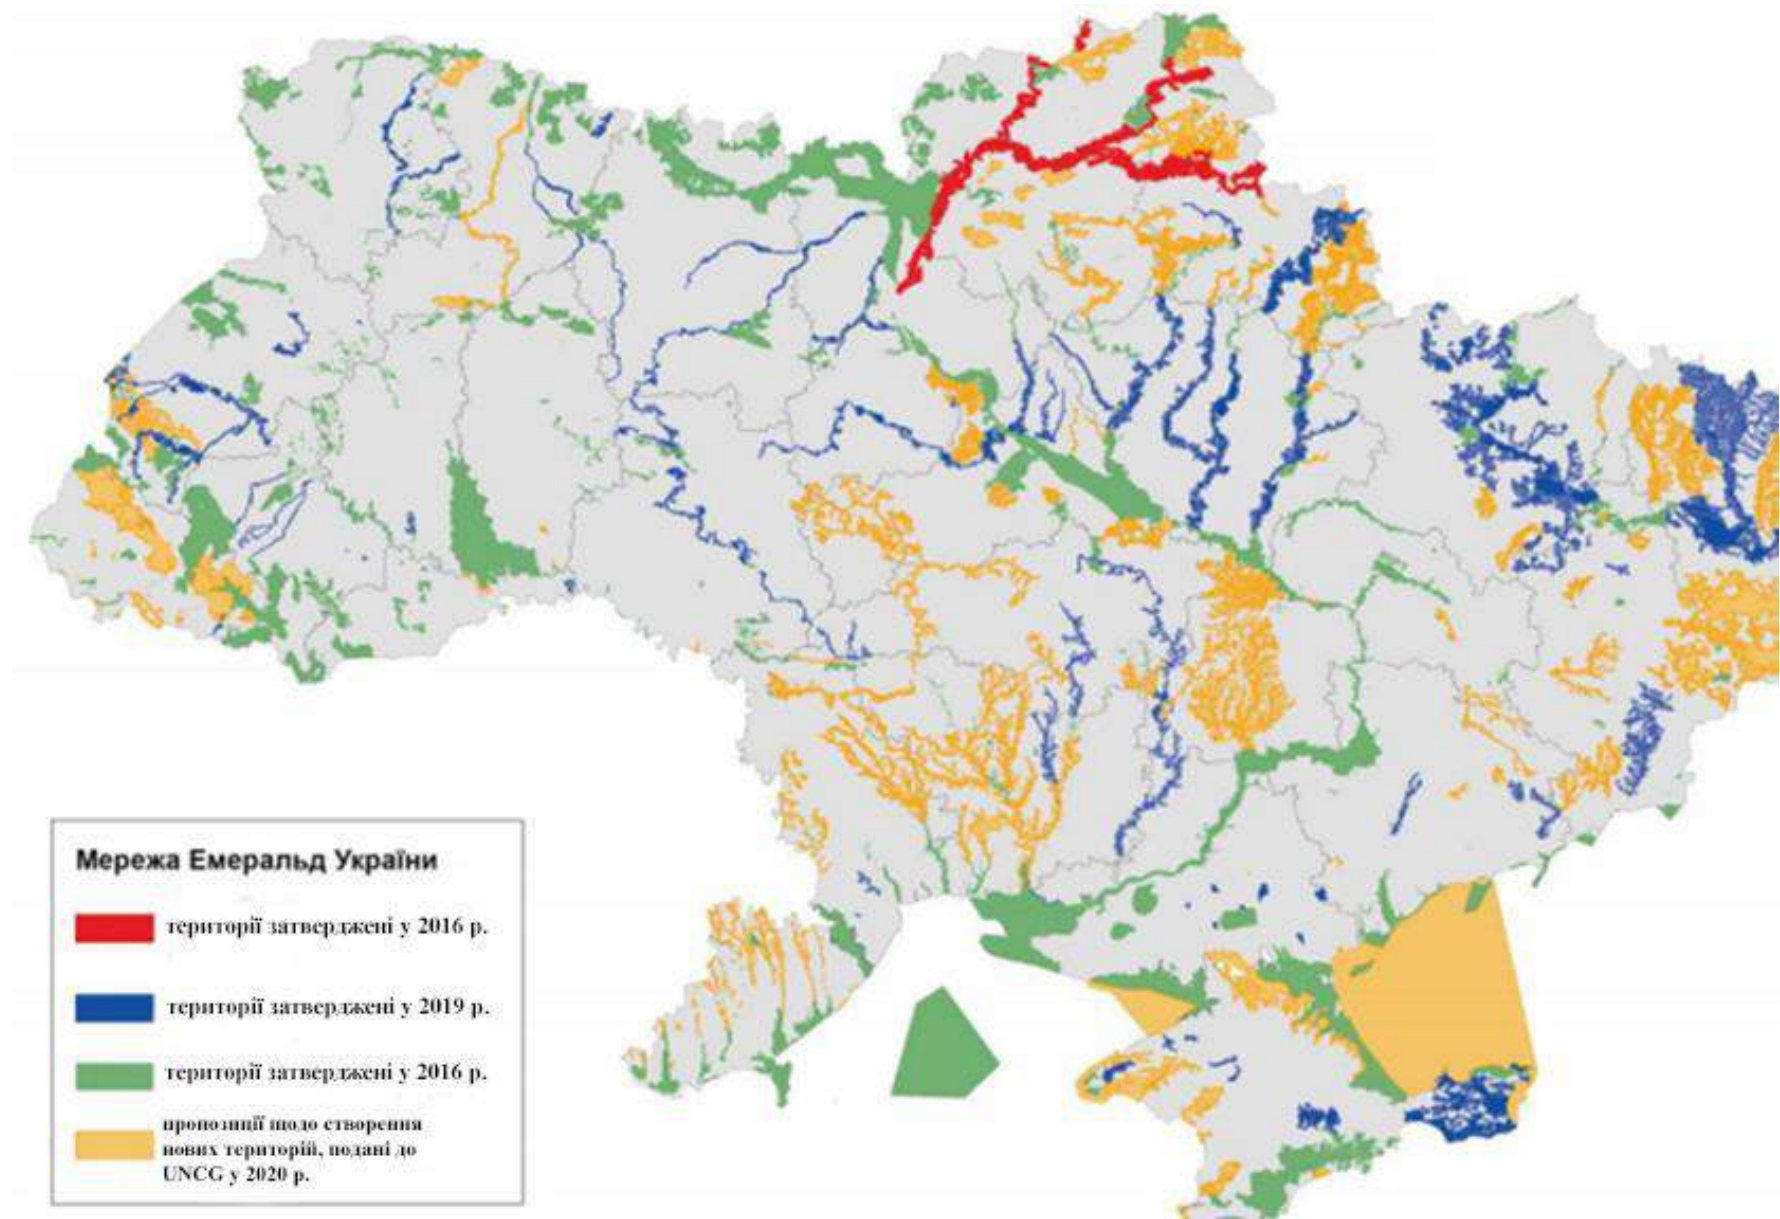 Мережа Емеральд України
території затверджені у 2016 р.
території затверджені у 2019 р.
території затверджені у 2016 р.
пропозиції щодо створення
нових територій, подані до
UNCG у 2020 р.